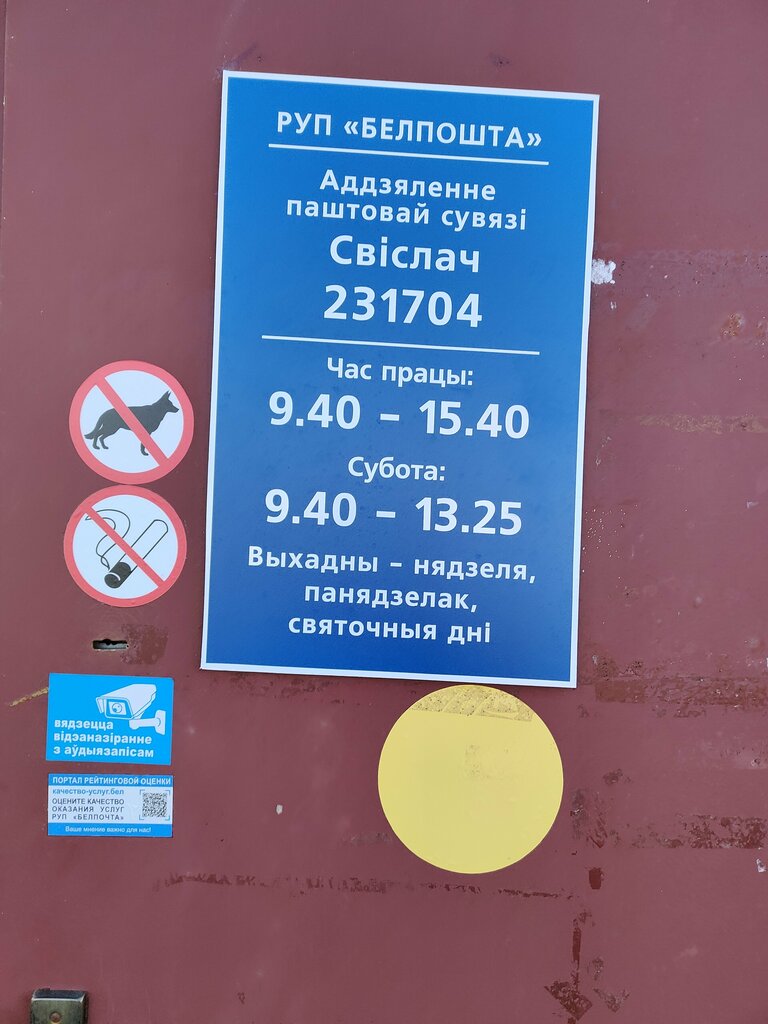 РУП «БЕЛПОШТА»
Аддзяленне
паштовай сувязі
Свіслач
231704
Час працы:
9.40 – 15.40
Субота:
9.40 – 13.25
Выхадны – нядзеля,
панядзелак,
святочныя дні
вядзецца
відэаназіранне
з аўдыязапісам
ПОРТАЛ РЕЙТИНГОВОЙ ОЦЕНКИ
качество-услуг.бел
ОЦЕНИТЕ КАЧЕСТВО
ОКАЗАНИЯ УСЛУГ
РУП «БЕЛПОЧТА»
Ваше мнение важно для нас!